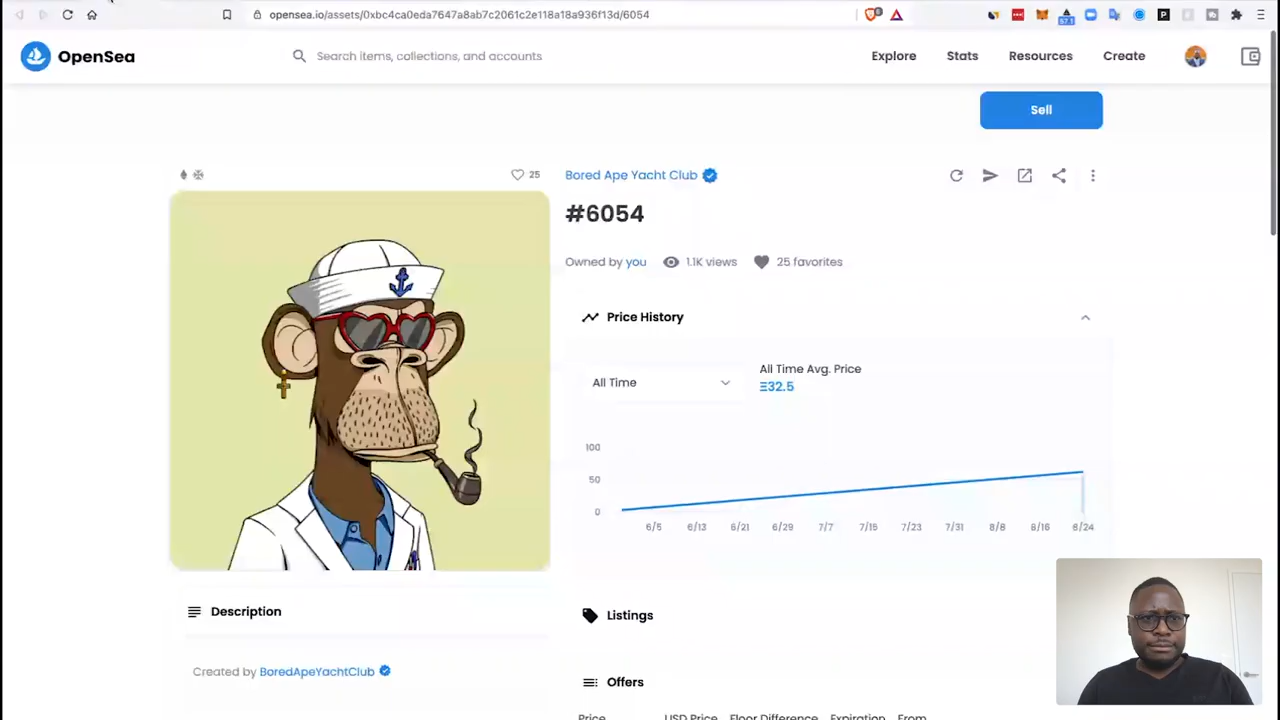 opensea.io/assets/0xbc4ca0eda7647a8ab7c2061c2e118a18a936f13d/6054
57.1
P
OpenSea
Search items, collections, and accounts
Explore
Stats
Resources
Create
Sell
25
Bored Ape Yacht Club
#6054
Owned by you
1.1K views
25 favorites
Price History
All Time
All Time Avg. Price
Ξ32.5
100
50
0
6/5
6/13
6/21
6/29
7/7
7/15
7/23
7/31
8/8
8/16
8/24
Description
Created by BoredApeYachtClub
Listings
Offers
Price
USD Price
Floor Difference
Expiration
From